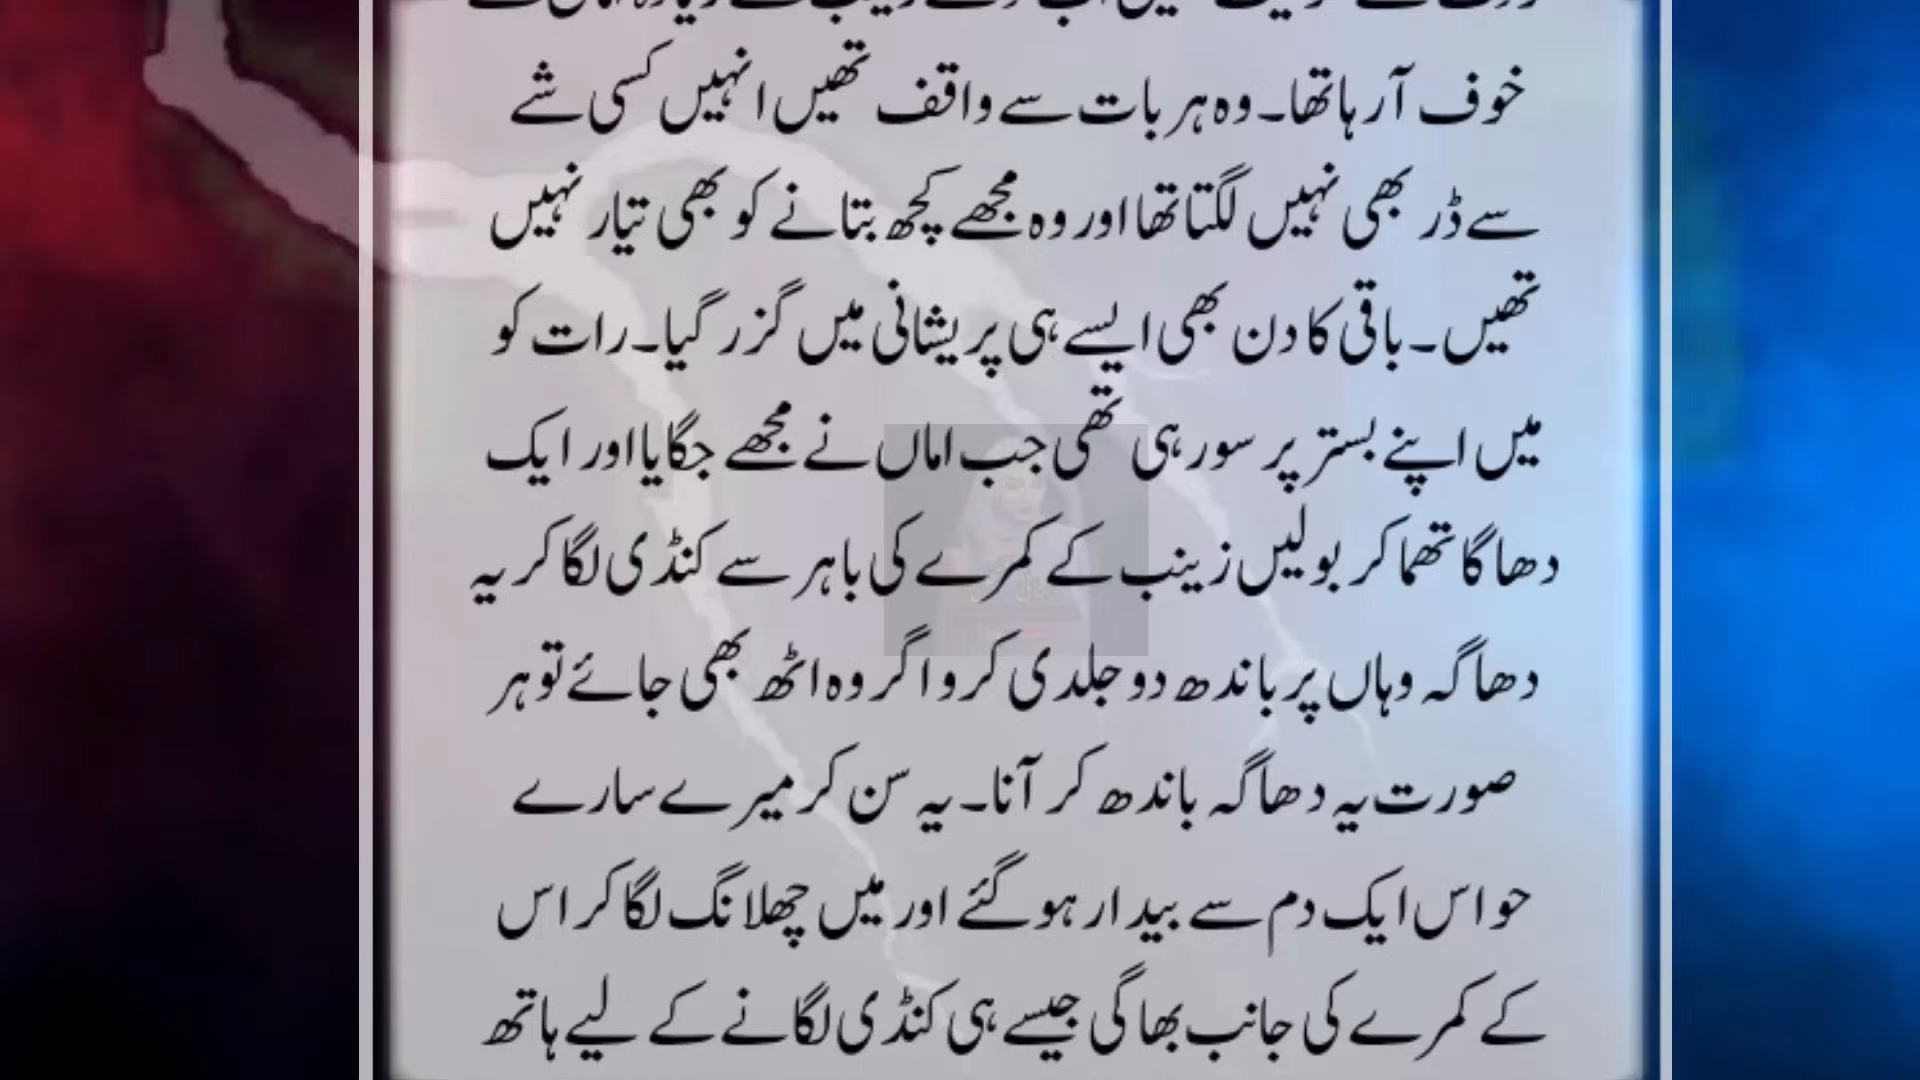 خوف آرہا تھا۔ وہ ہر بات سے واقف تھیں انہیں کسی شے
سے ڈر بھی نہیں لگتا تھا اور وہ مجھے کچھ بتانے کو بھی تیار نہیں
تھیں۔ باقی کا دن بھی ایسے ہی پریشانی میں گزر گیا۔ رات کو
میں اپنے بستر پر سو رہی تھی جب اماں نے مجھے جگایا اور ایک
دھاگا تھما کر بولیں زینب کے کمرے کی باہر سے کنڈی لگا کر یہ
دھاگہ وہاں پر باندھ دو جلدی کرو اگر وہ اٹھ بھی جائے تو ہر
صورت یہ دھاگہ باندھ کر آنا۔ یہ سن کر میرے سارے
حواس ایک دم سے بیدار ہو گئے اور میں چھلانگ لگا کر اس
کے کمرے کی جانب بھاگی جیسے ہی کنڈی لگانے کے لیے ہاتھ